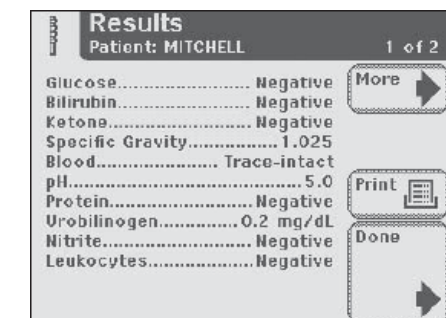 Results
Patient: MITCHELL 1 of 2
Glucose........................ Negative
Bilirubin........................ Negative
Ketone......................... Negative
Specific Gravity................ 1.025
Blood...................... Trace-intact
pH.......................................... 5.0
Protein......................... Negative
Urobilinogen............ 0.2 mg/dL
Nitrite........................... Negative
Leukocytes................... Negative
More
Print
Done